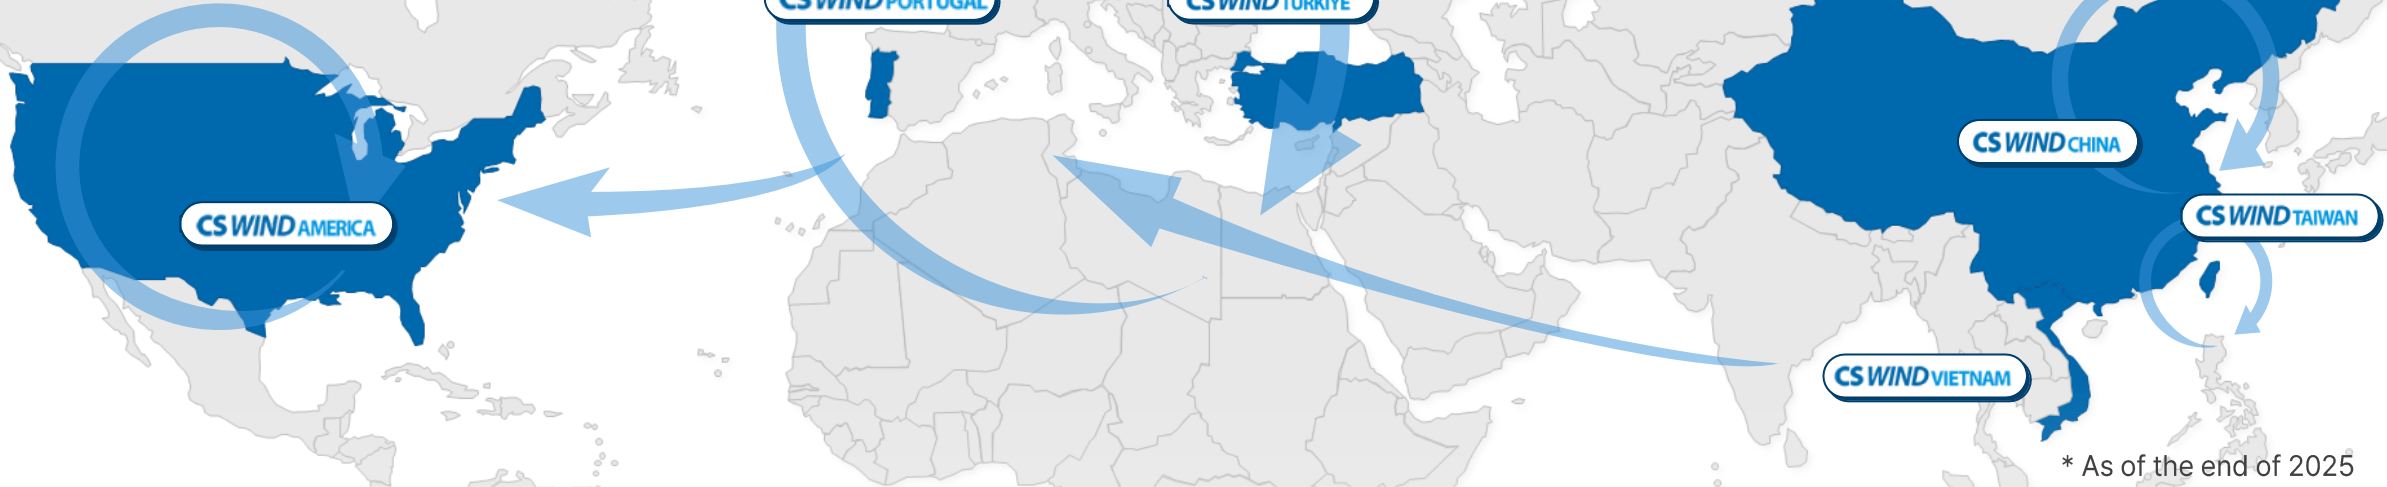 CS WIND PORTUGAL
CS WIND TÜRKIYE
CS WIND CHINA
CS WIND AMERICA
CS WIND TAIWAN
CS WIND VIETNAM
* As of the end of 2025